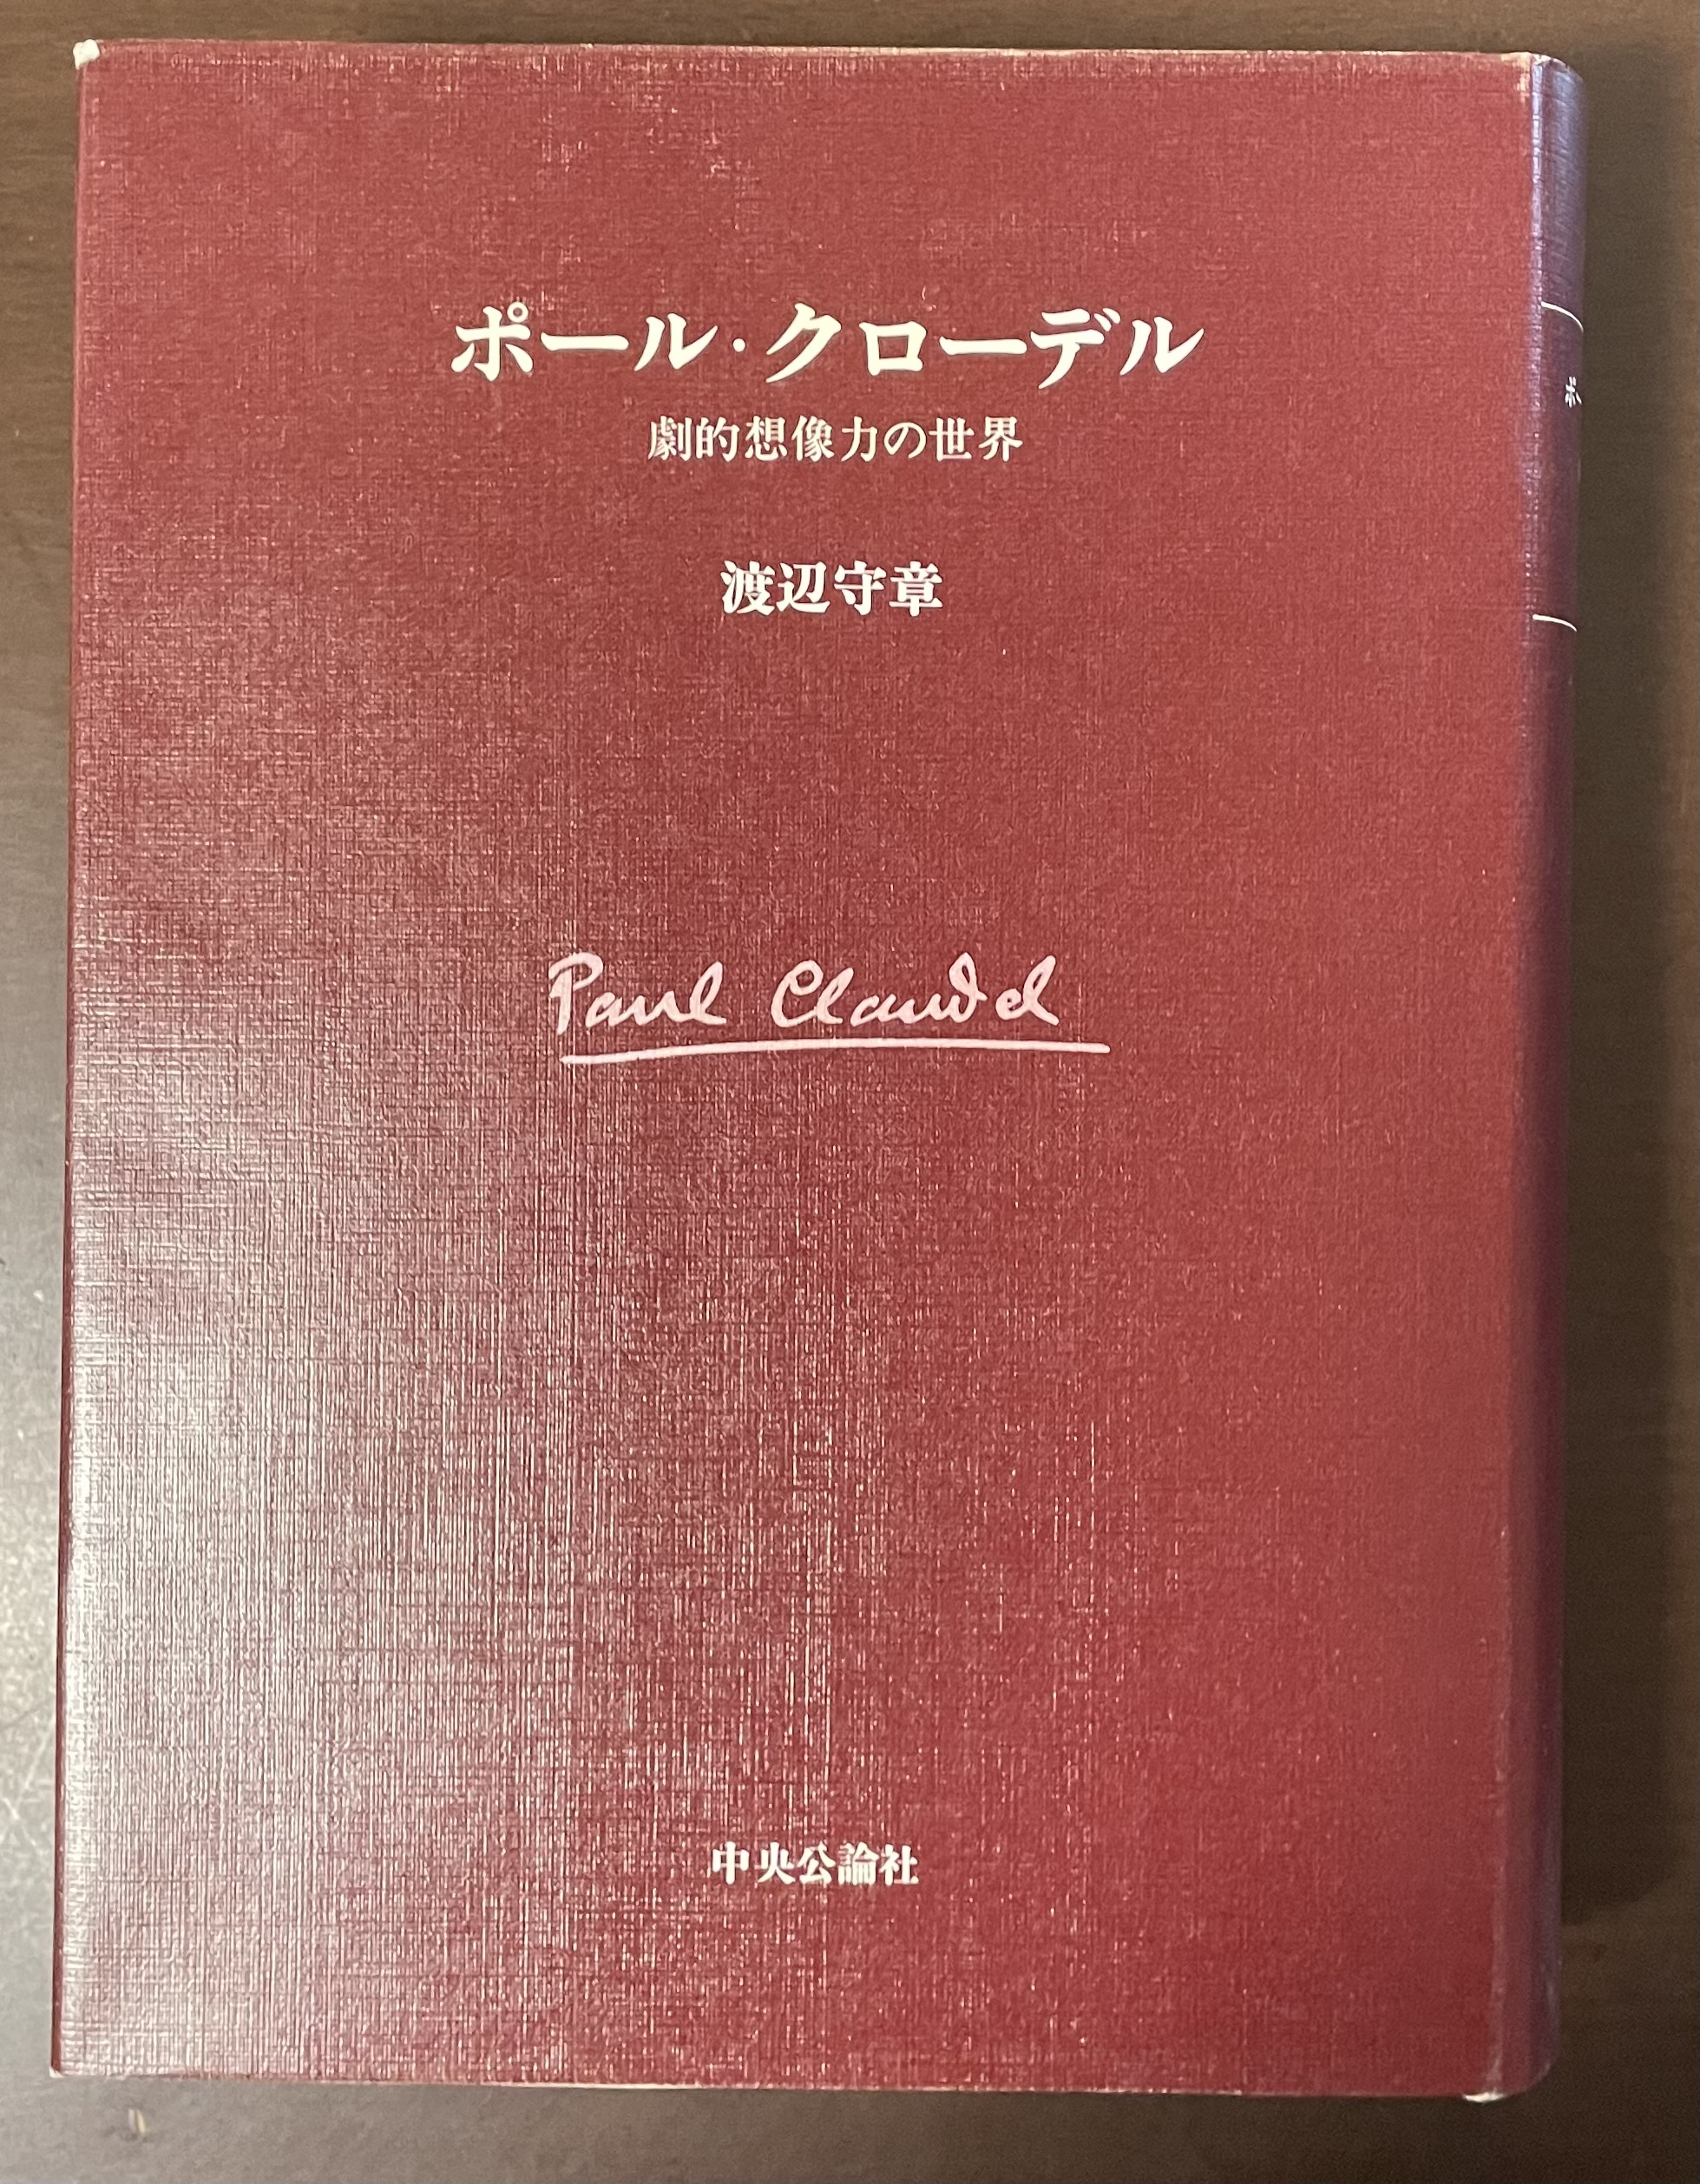 ポール・クローデル
劇的想像力の世界
渡辺守章
Paul Claudel
中央公論社